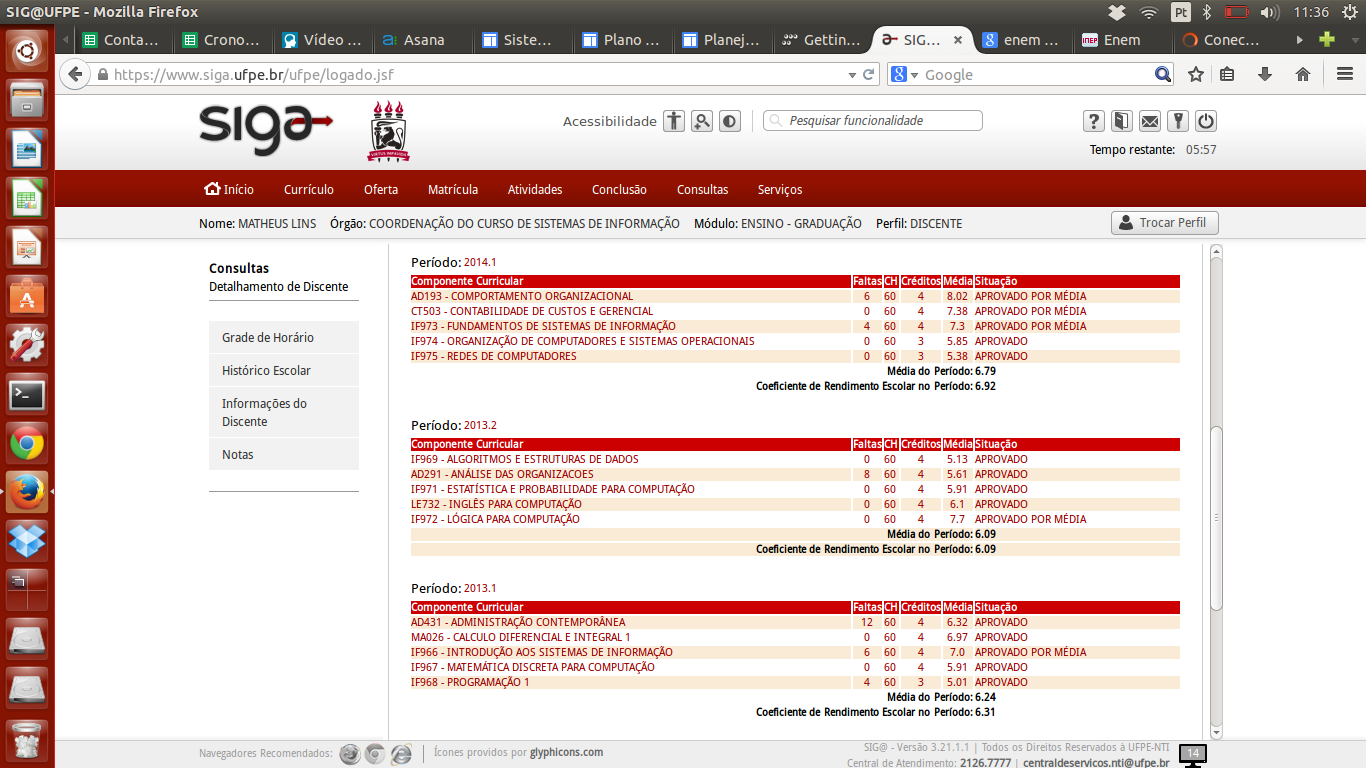 SIG@UFPE - Mozilla Firefox
Pt
11:36
Conta…
Crono…
Vídeo …
Asana
Siste…
Plano …
Planej…
Gettin…
SIG…
enem …
Enem
Conec…
https://www.siga.ufpe.br/ufpe/logado.jsf
Google
siga
Acessibilidade
Pesquisar funcionalidade
Tempo restante: 05:57
Início Currículo Oferta Matrícula Atividades Conclusão Consultas Serviços
Nome: MATHEUS LINS Órgão: COORDENAÇÃO DO CURSO DE SISTEMAS DE INFORMAÇÃO Módulo: ENSINO - GRADUAÇÃO Perfil: DISCENTE
Trocar Perfil
Consultas
Detalhamento de Discente
Grade de Horário
Histórico Escolar
Informações do
Discente
Notas
Período: 2014.1
Componente Curricular Faltas CH Créditos Média Situação
AD193 - COMPORTAMENTO ORGANIZACIONAL 6 60 4 8.02 APROVADO POR MÉDIA
CT503 - CONTABILIDADE DE CUSTOS E GERENCIAL 0 60 4 7.38 APROVADO POR MÉDIA
IF973 - FUNDAMENTOS DE SISTEMAS DE INFORMAÇÃO 4 60 4 7.3 APROVADO POR MÉDIA
IF974 - ORGANIZAÇÃO DE COMPUTADORES E SISTEMAS OPERACIONAIS 0 60 3 5.85 APROVADO
IF975 - REDES DE COMPUTADORES 0 60 3 5.38 APROVADO
Média do Período: 6.79
Coeficiente de Rendimento Escolar no Período: 6.92
Período: 2013.2
Componente Curricular Faltas CH Créditos Média Situação
IF969 - ALGORITMOS E ESTRUTURAS DE DADOS 0 60 4 5.13 APROVADO
AD291 - ANÁLISE DAS ORGANIZACOES 8 60 4 5.61 APROVADO
IF971 - ESTATÍSTICA E PROBABILIDADE PARA COMPUTAÇÃO 0 60 4 5.91 APROVADO
LE732 - INGLÊS PARA COMPUTAÇÃO 0 60 4 6.1 APROVADO
IF972 - LÓGICA PARA COMPUTAÇÃO 0 60 4 7.7 APROVADO POR MÉDIA
Média do Período: 6.09
Coeficiente de Rendimento Escolar no Período: 6.09
Período: 2013.1
Componente Curricular Faltas CH Créditos Média Situação
AD431 - ADMINISTRAÇÃO CONTEMPORÂNEA 12 60 4 6.32 APROVADO
MA026 - CALCULO DIFERENCIAL E INTEGRAL 1 0 60 4 6.97 APROVADO
IF966 - INTRODUÇÃO AOS SISTEMAS DE INFORMAÇÃO 6 60 4 7.0 APROVADO POR MÉDIA
IF967 - MATEMÁTICA DISCRETA PARA COMPUTAÇÃO 0 60 4 5.91 APROVADO
IF968 - PROGRAMAÇÃO 1 4 60 3 5.01 APROVADO
Média do Período: 6.24
Coeficiente de Rendimento Escolar no Período: 6.31
Navegadores Recomendados: Ícones providos por glyphicons.com
SIG@ - Versão 3.21.1.1 | Todos os Direitos Reservados à UFPE-NTI
Central de Atendimento: 2126.7777 | centraldeservicos.nti@ufpe.br
14